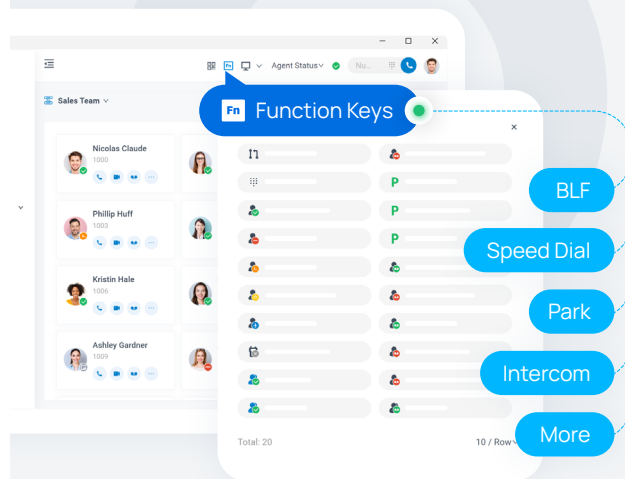 Fn
Agent Status
Nu...
Sales Team
Fn Function Keys
Nicolas Claude
1000
Phillip Huff
1003
Kristin Hale
1006
Ashley Gardner
1009
P
P
P
BLF
Speed Dial
Park
Intercom
More
Total: 20
10 / Row